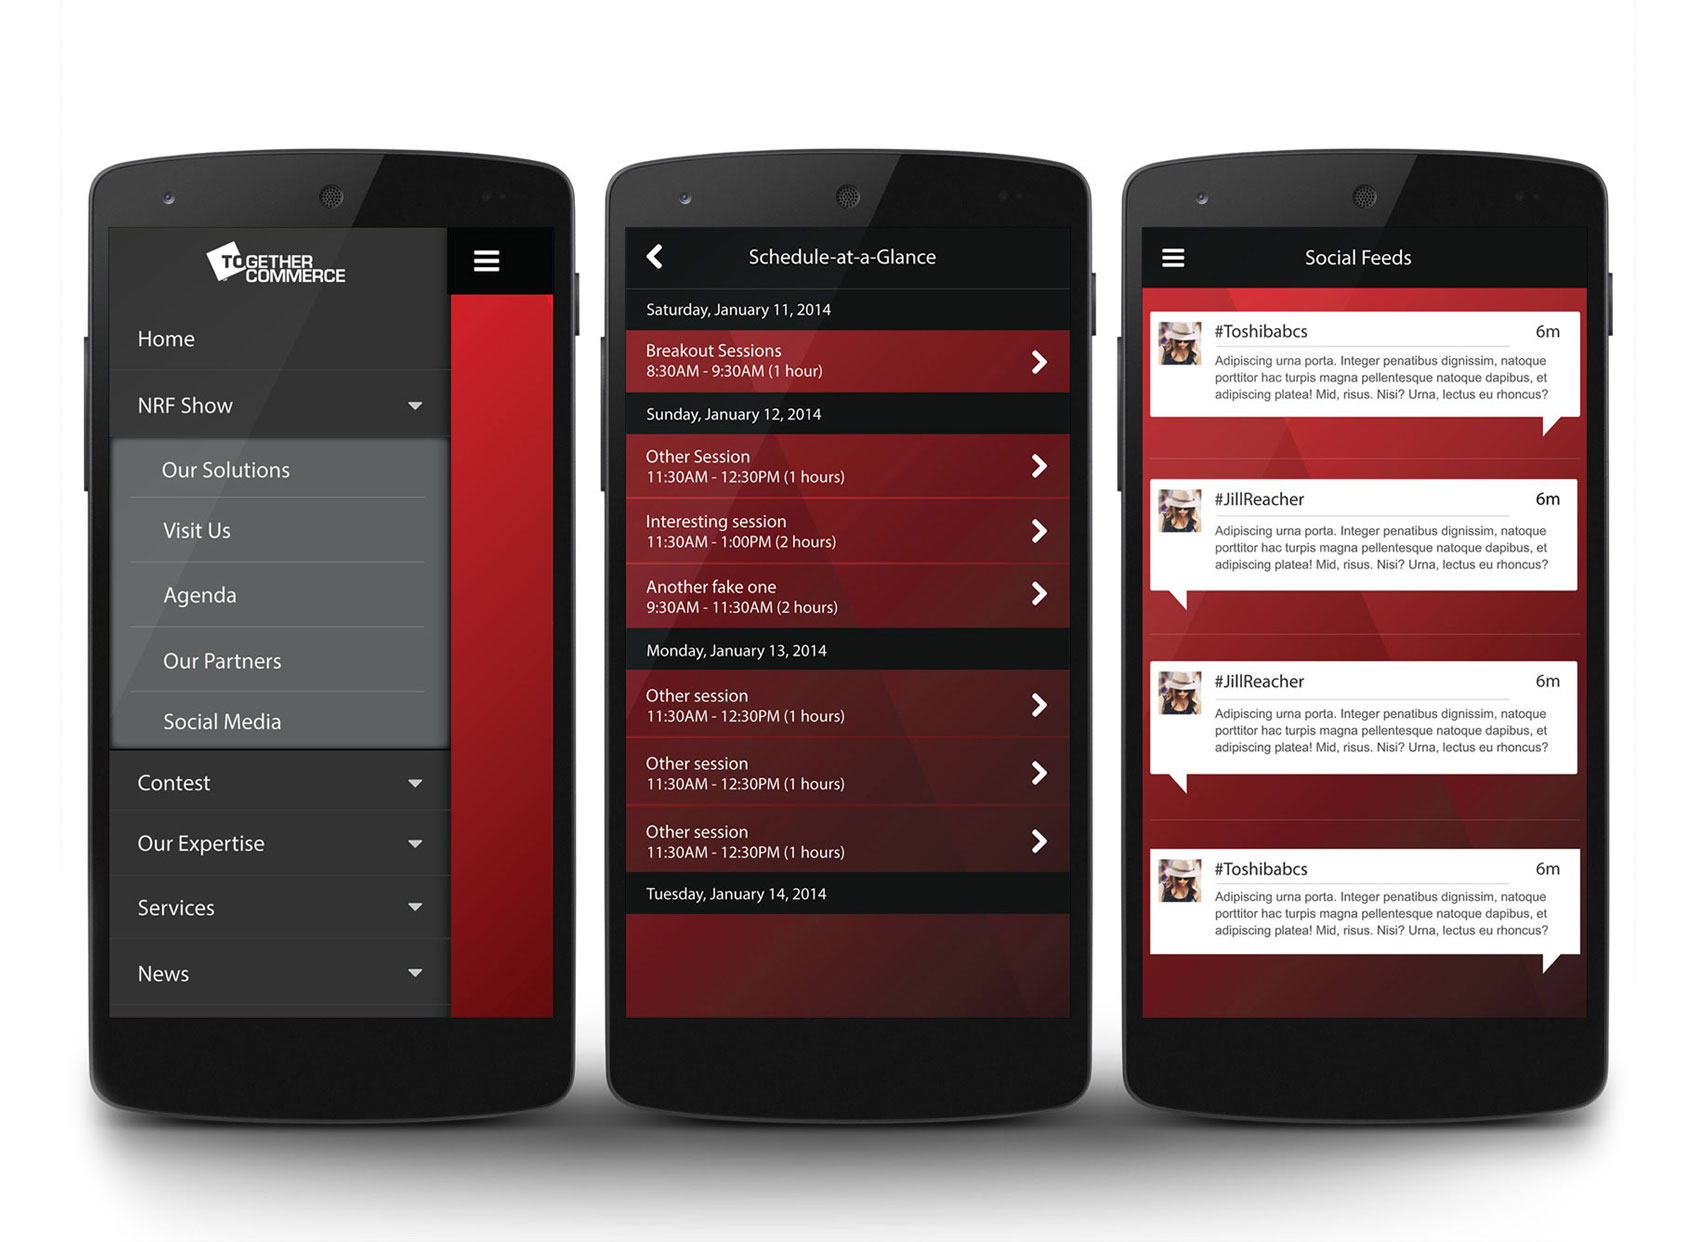 TOGETHER
COMMERCE
Home
NRF Show
Our Solutions
Visit Us
Agenda
Our Partners
Social Media
Contest
Our Expertise
Services
News
Schedule-at-a-Glance
Saturday, January 11, 2014
Breakout Sessions
8:30AM - 9:30AM (1 hour)
Sunday, January 12, 2014
Other Session
11:30AM - 12:30PM (1 hours)
Interesting session
11:30AM - 1:00PM (2 hours)
Another fake one
9:30AM - 11:30AM (2 hours)
Monday, January 13, 2014
Other session
11:30AM - 12:30PM (1 hours)
Other session
11:30AM - 12:30PM (1 hours)
Other session
11:30AM - 12:30PM (1 hours)
Tuesday, January 14, 2014
Social Feeds
#Toshibabcs 6m
Adipiscing urna porta. Integer penatibus dignissim, natoque
porttitor hac turpis magna pellentesque natoque dapibus, et
adipiscing platea! Mid, risus. Nisi? Urna, lectus eu rhoncus?
#JillReacher 6m
Adipiscing urna porta. Integer penatibus dignissim, natoque
porttitor hac turpis magna pellentesque natoque dapibus, et
adipiscing platea! Mid, risus. Nisi? Urna, lectus eu rhoncus?
#JillReacher 6m
Adipiscing urna porta. Integer penatibus dignissim, natoque
porttitor hac turpis magna pellentesque natoque dapibus, et
adipiscing platea! Mid, risus. Nisi? Urna, lectus eu rhoncus?
#Toshibabcs 6m
Adipiscing urna porta. Integer penatibus dignissim, natoque
porttitor hac turpis magna pellentesque natoque dapibus, et
adipiscing platea! Mid, risus. Nisi? Urna, lectus eu rhoncus?